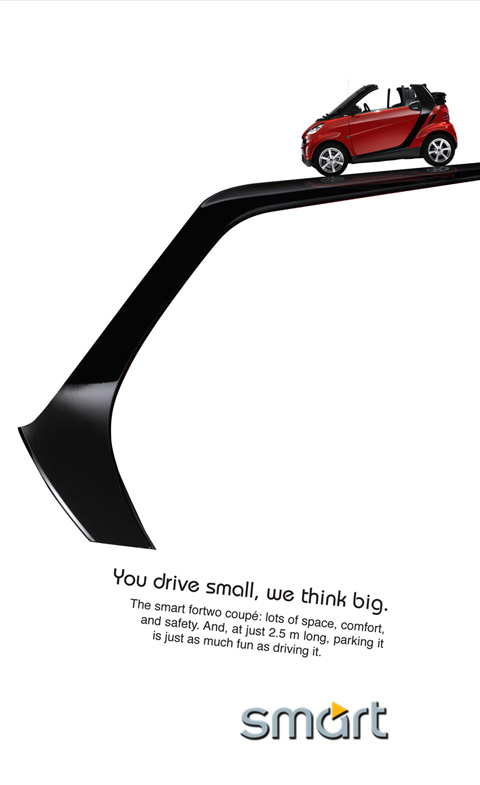 You drive small, we think big.
The smart fortwo coupé: lots of space, comfort,
and safety. And, at just 2.5 m long, parking it
is just as much fun as driving it.
smart